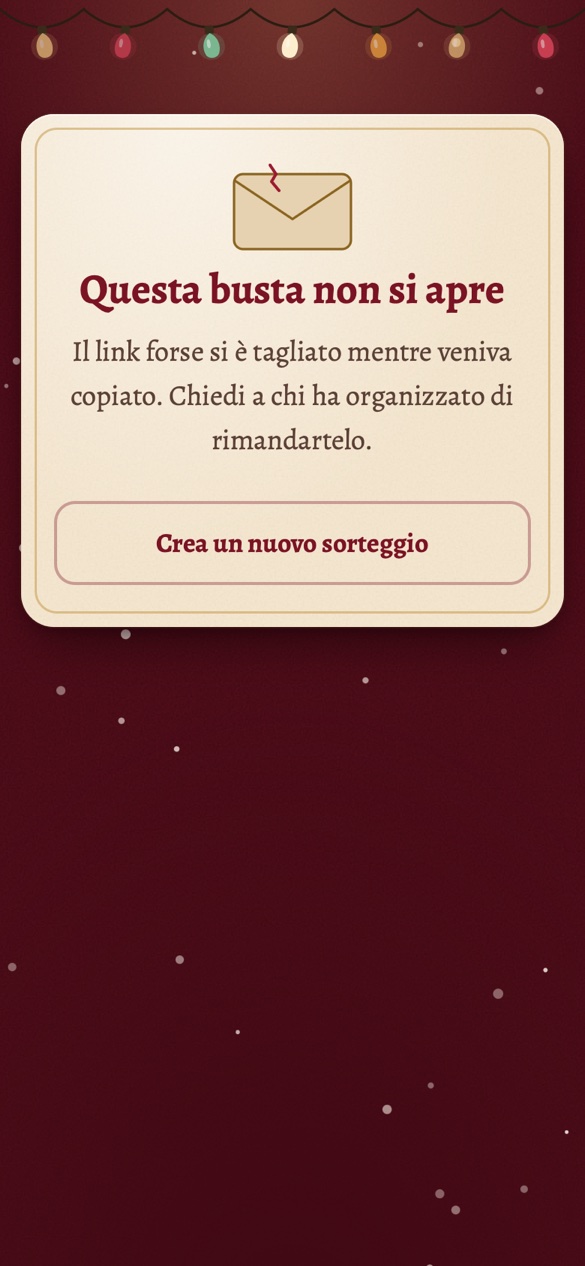 Questa busta non si apre
Il link forse si è tagliato mentre veniva
copiato. Chiedi a chi ha organizzato di
rimandartelo.
Crea un nuovo sorteggio